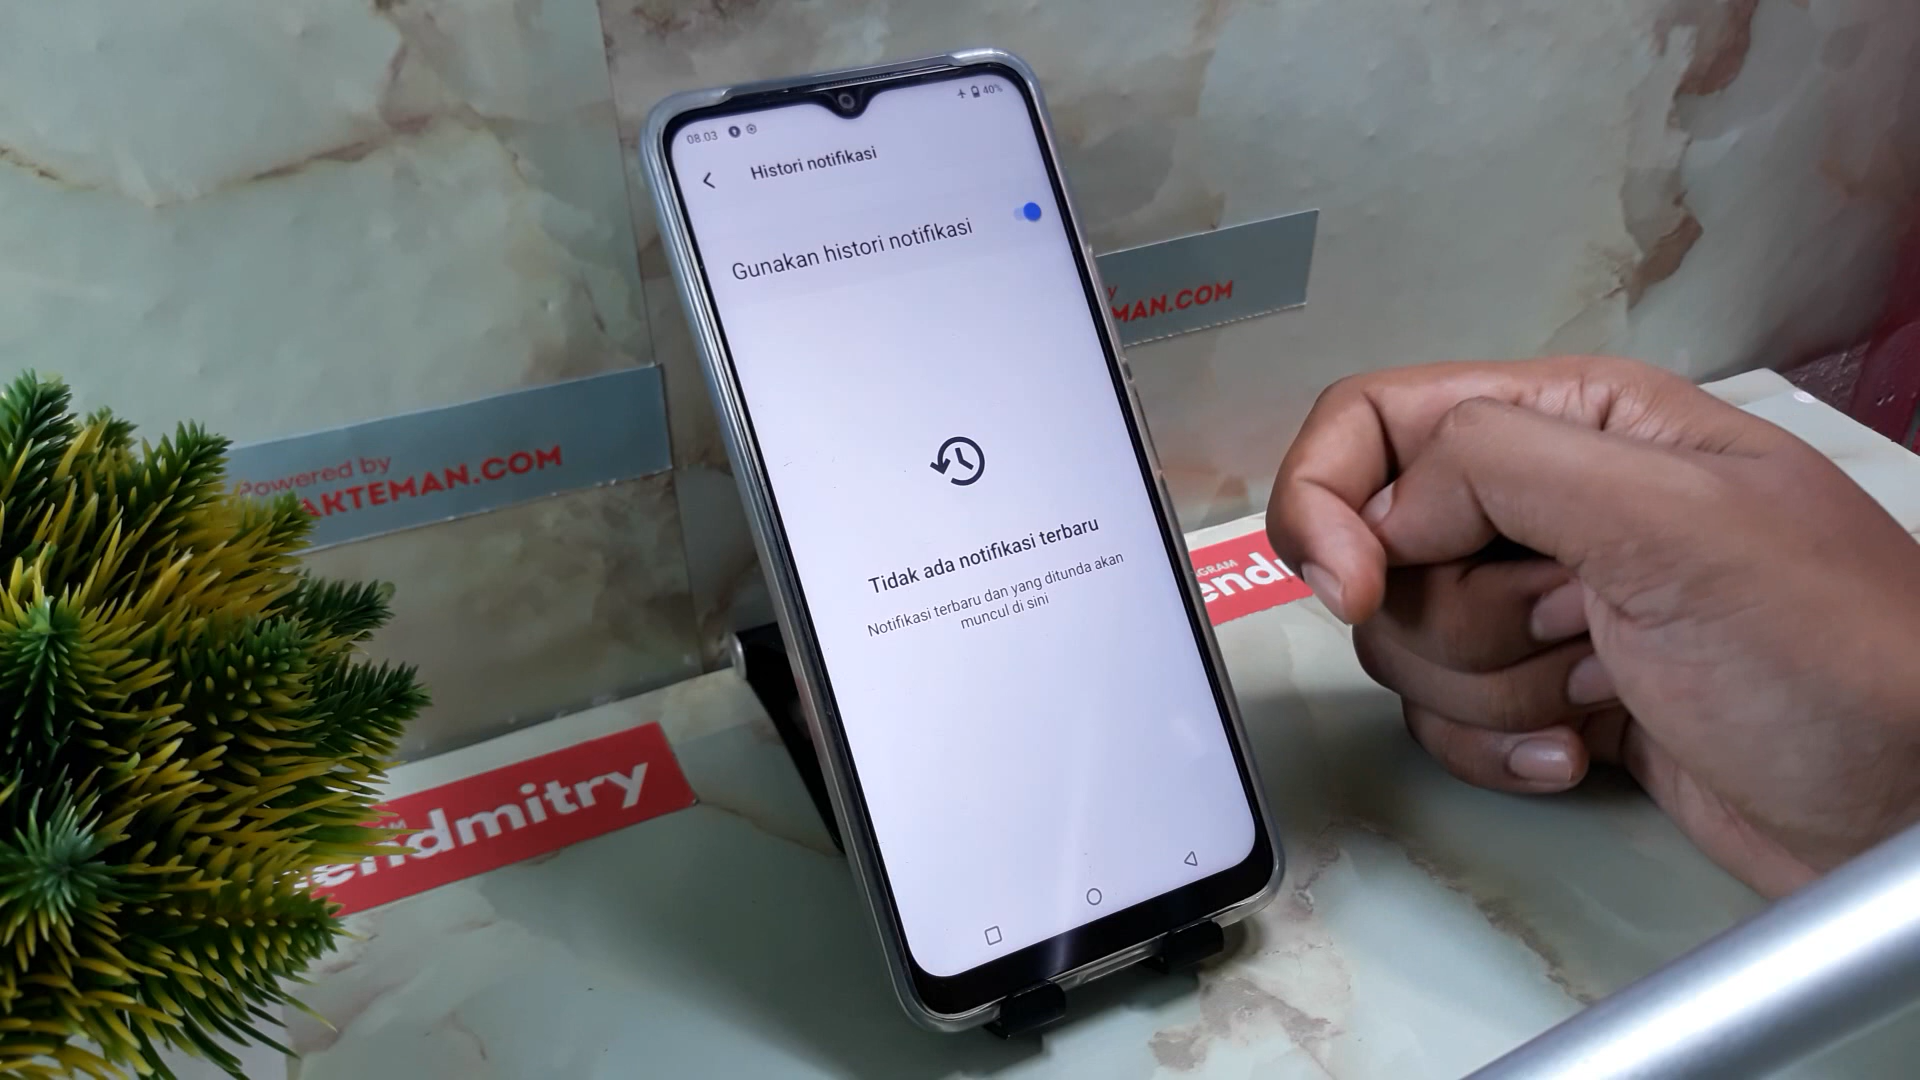 08.03
40%
Histori notifikasi
Gunakan histori notifikasi
Tidak ada notifikasi terbaru
Notifikasi terbaru dan yang ditunda akan
muncul di sini
Powered by
AKTEMAN.COM
MAN.COM
endmitry